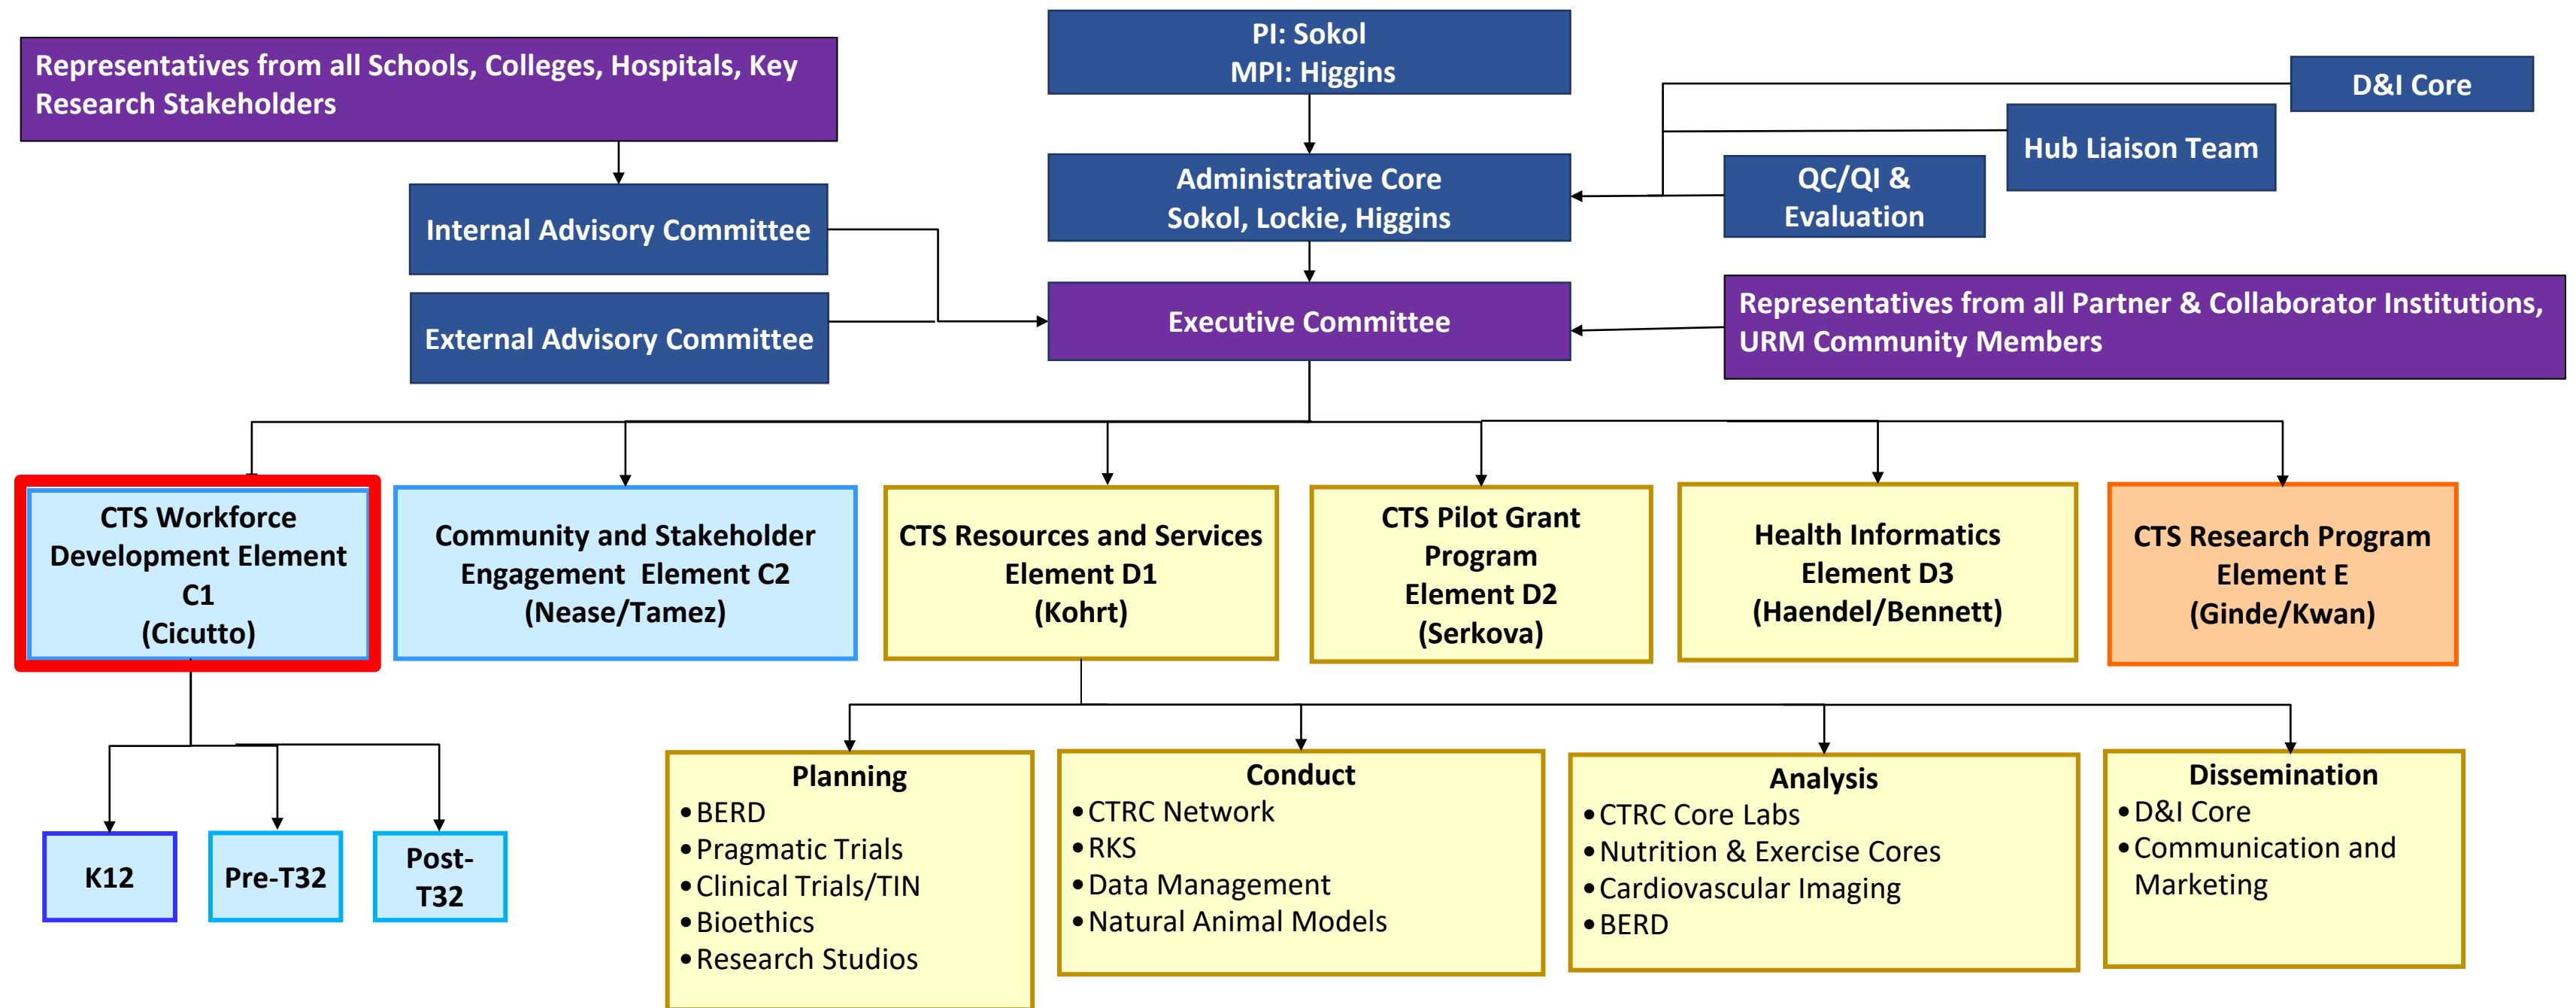 PI: Sokol
MPI: Higgins
Representatives from all Schools, Colleges, Hospitals, Key
Research Stakeholders
D&I Core
Hub Liaison Team
Administrative Core
Sokol, Lockie, Higgins
QC/QI &
Evaluation
Internal Advisory Committee
External Advisory Committee
Executive Committee
Representatives from all Partner & Collaborator Institutions,
URM Community Members
CTS Workforce
Development Element
C1
(Cicutto)
Community and Stakeholder
Engagement Element C2
(Nease/Tamez)
CTS Resources and Services
Element D1
(Kohrt)
CTS Pilot Grant
Program
Element D2
(Serkova)
Health Informatics
Element D3
(Haendel/Bennett)
CTS Research Program
Element E
(Ginde/Kwan)
K12
Pre-T32
Post-
T32
Planning
•BERD
•Pragmatic Trials
•Clinical Trials/TIN
•Bioethics
•Research Studios
Conduct
•CTRC Network
•RKS
•Data Management
•Natural Animal Models
Analysis
•CTRC Core Labs
•Nutrition & Exercise Cores
•Cardiovascular Imaging
•BERD
Dissemination
•D&I Core
•Communication and
Marketing